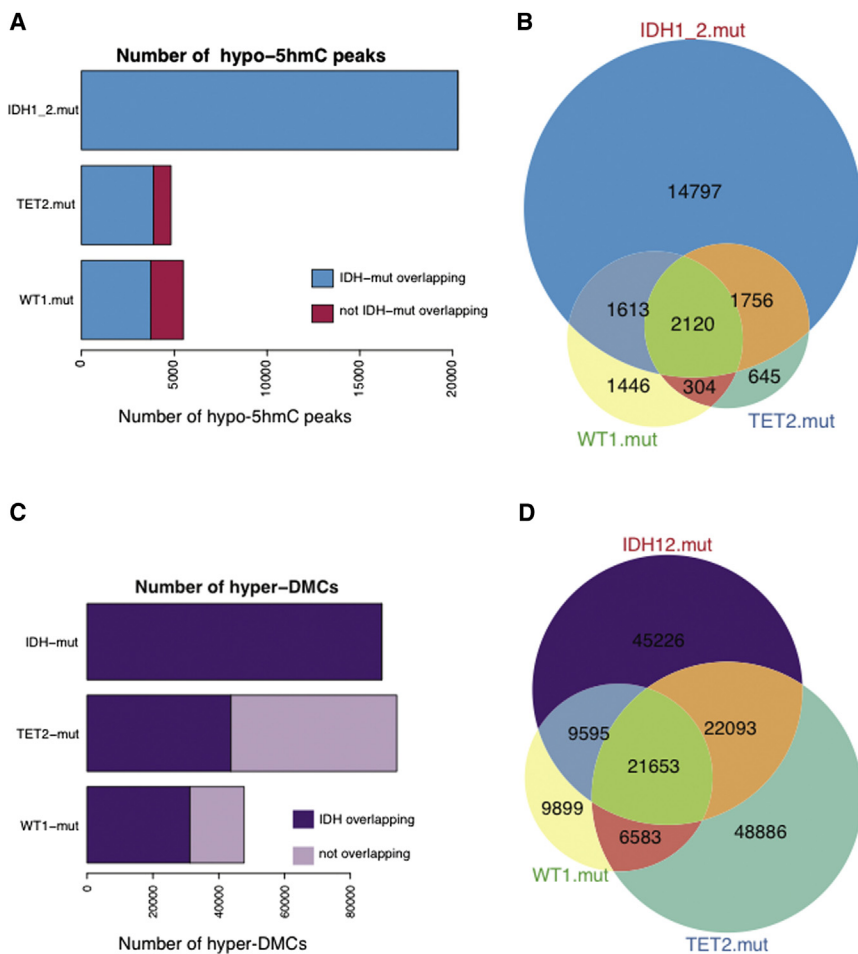 A
Number of hypo-5hmC peaks
IDH1_2.mut
TET2.mut
WT1.mut
IDH-mut overlapping
not IDH-mut overlapping
0
5000
10000
15000
20000
Number of hypo-5hmC peaks
B
IDH1_2.mut
14797
1613
1756
2120
1446
304
645
WT1.mut
TET2.mut
C
Number of hyper-DMCs
IDH-mut
TET2-mut
WT1-mut
IDH overlapping
not overlapping
0
20000
40000
60000
80000
Number of hyper-DMCs
D
IDH12.mut
45226
9595
22093
21653
9899
6583
48886
WT1.mut
TET2.mut